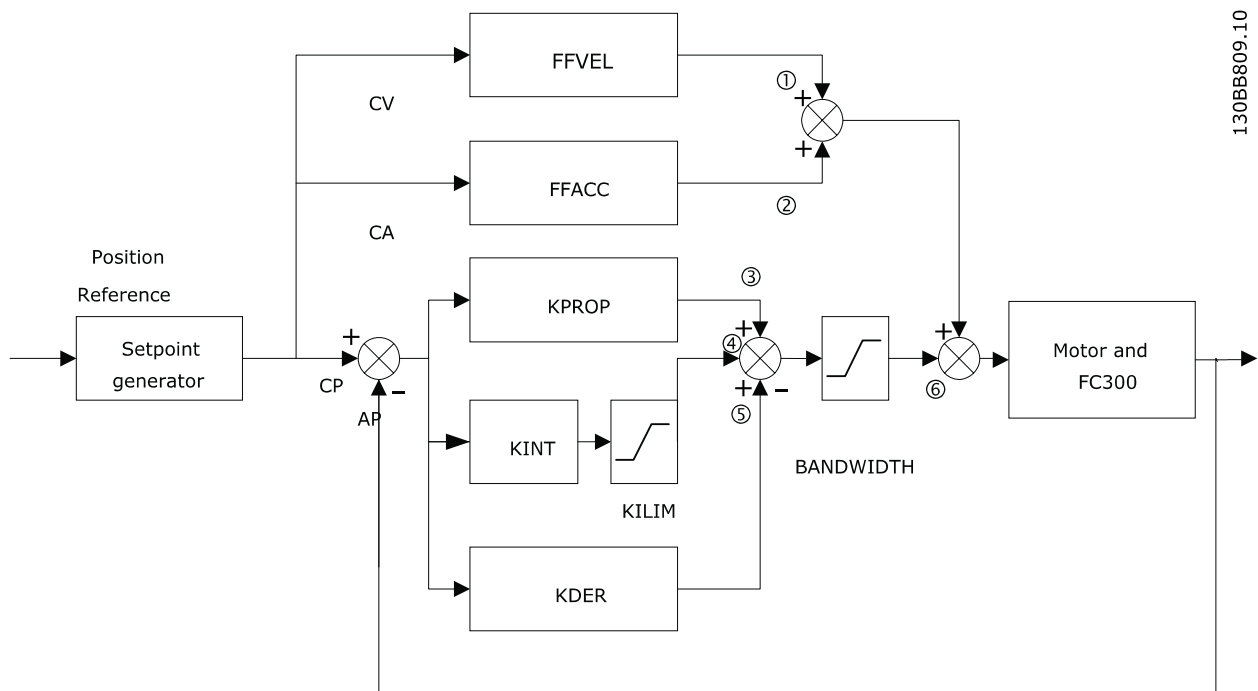 130BB809.10
FFVEL
①
+
CV
+
FFACC
②
CA
Position
Reference
KPROP
③
Setpoint
generator
+
CP
-
AP
+
④
+
-
⑤
+
⑥
Motor and
FC300
KINT
KILIM
BANDWIDTH
KDER